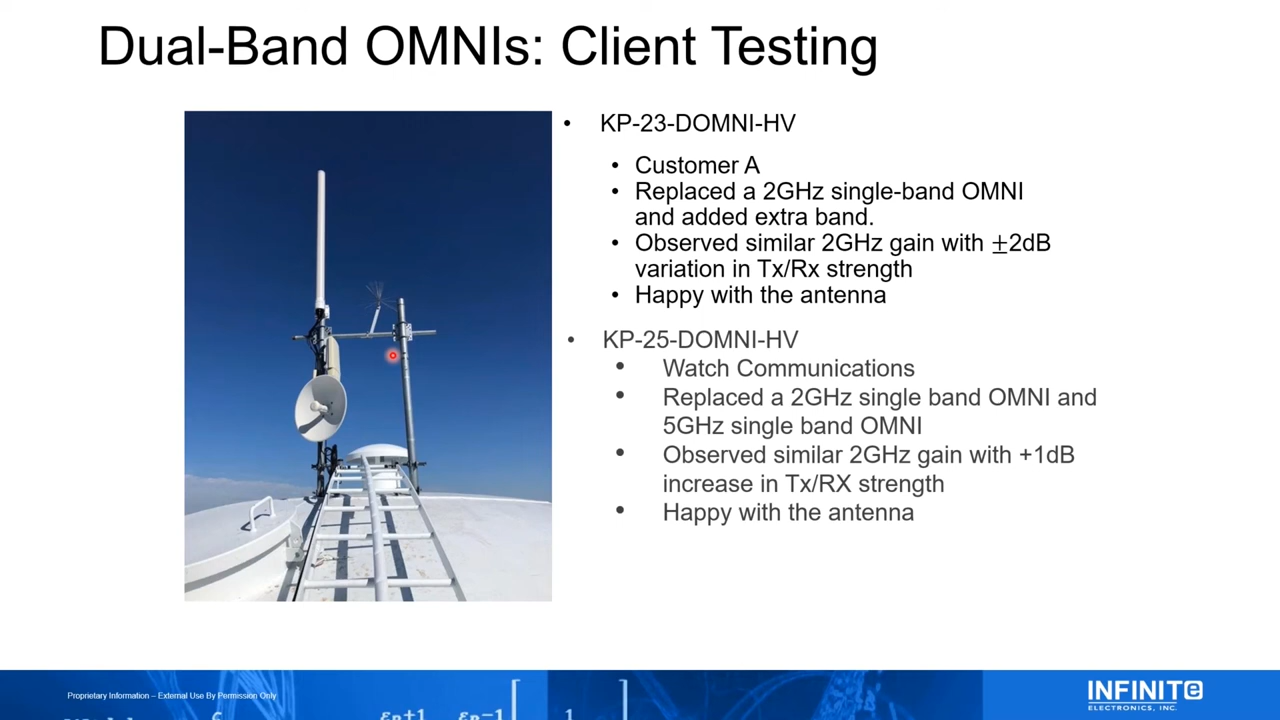 Dual-Band OMNIs: Client Testing
• KP-23-DOMNI-HV
• Customer A
• Replaced a 2GHz single-band OMNI
and added extra band.
• Observed similar 2GHz gain with ±2dB
variation in Tx/Rx strength
• Happy with the antenna
• KP-25-DOMNI-HV
• Watch Communications
• Replaced a 2GHz single band OMNI and
5GHz single band OMNI
• Observed similar 2GHz gain with +1dB
increase in Tx/RX strength
• Happy with the antenna
Proprietary Information – External Use By Permission Only
INFINITe
ELECTRONICS, INC.